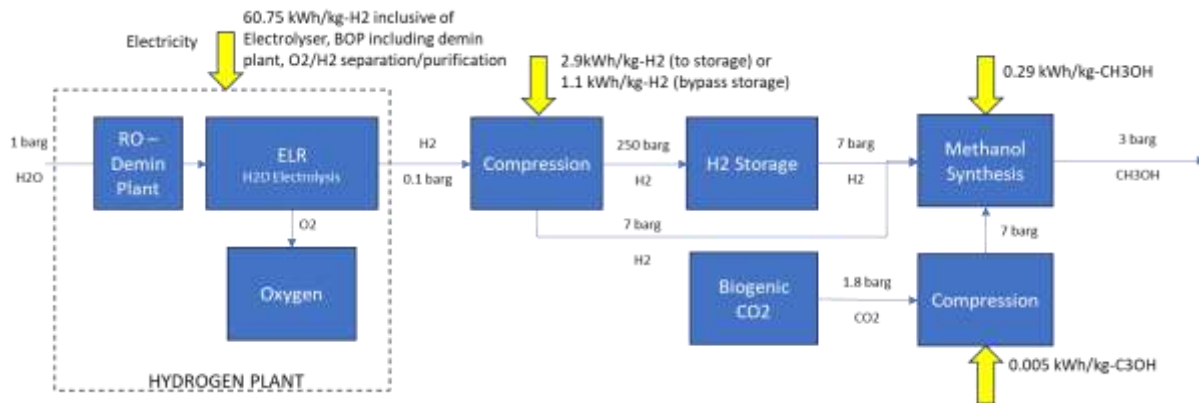 60.75 kWh/kg-H2 inclusive of
Electrolyser, BOP including demin
plant, O2/H2 separation/purification
Electricity
2.9kWh/kg-H2 (to storage) or
1.1 kWh/kg-H2 (bypass storage)
0.29 kWh/kg-CH3OH
1 barg
H2O
RO –
Demin
Plant
ELR
H2O Electrolysis
H2
0.1 barg
Compression
250 barg
H2
H2 Storage
7 barg
H2
Methanol
Synthesis
3 barg
CH3OH
O2
7 barg
H2
7 barg
Oxygen
Biogenic
CO2
1.8 barg
CO2
Compression
HYDROGEN PLANT
0.005 kWh/kg-C3OH